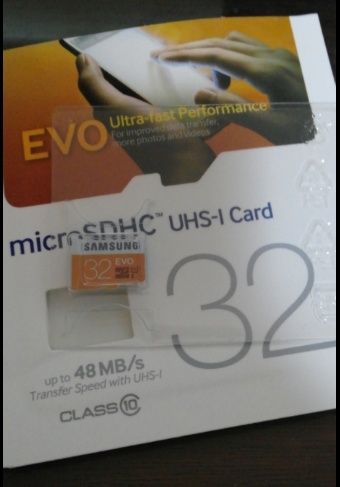 EVO
Ultra-fast Performance
For improved data transfer,
more photos and videos
microSDHC™ UHS-I Card
SAMSUNG
32 EVO
32
up to 48 MB/s
Transfer Speed with UHS-I
CLASS 10